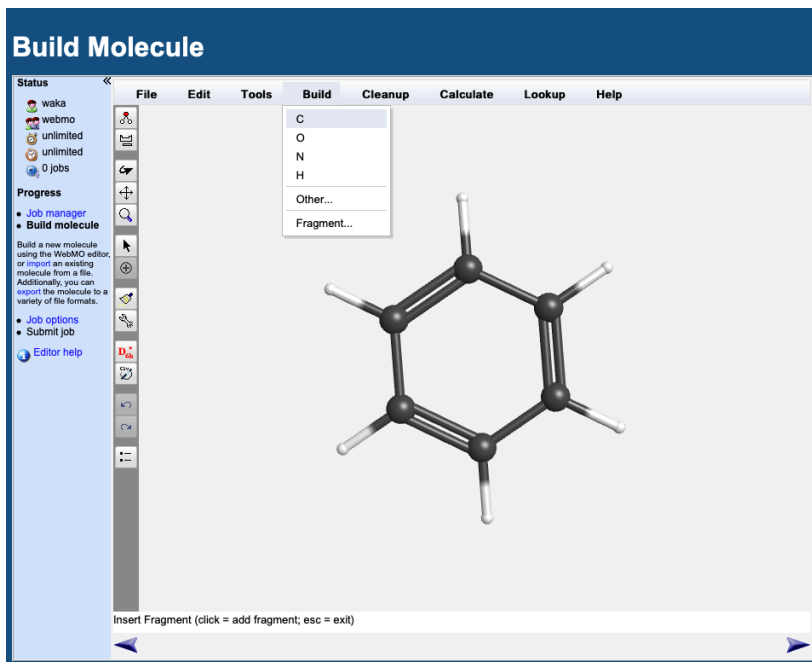 Build Molecule
Status
«
waka
webmo
unlimited
unlimited
0 jobs
Progress
Job manager
Build molecule
Build a new molecule
using the WebMO editor,
or import an existing
molecule from a file.
Additionally, you can
export the molecule to a
variety of file formats.
Job options
Submit job
Editor help
File Edit Tools Build Cleanup Calculate Lookup Help
C
O
N
H
Other...
Fragment...
D6h*
Insert Fragment (click = add fragment; esc = exit)